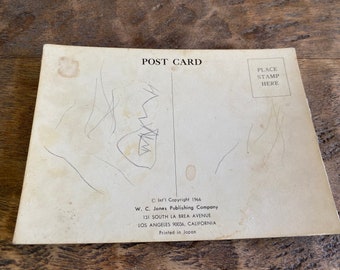 POST CARD
PLACE
STAMP
HERE
© Int'l Copyright 1966
W. C. Jones Publishing Company
131 SOUTH LA BREA AVENUE
LOS ANGELES 90036, CALIFORNIA
Printed in Japan